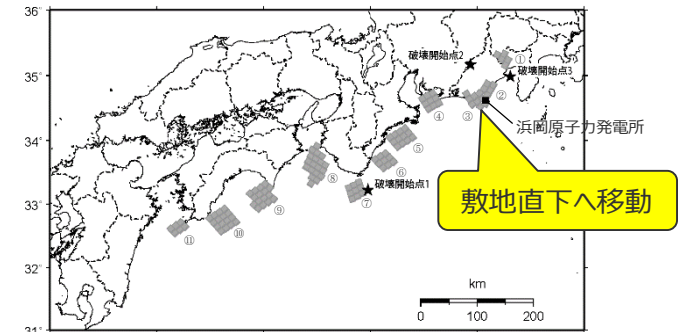 36°
破壊開始点2
①
35°
破壊開始点3
②
④
③
浜岡原子力発電所
34°
⑤
⑥
敷地直下へ移動
⑧
破壊開始点1
33°
⑦
⑨
⑩
⑪
32°
km
0 100 200
31°